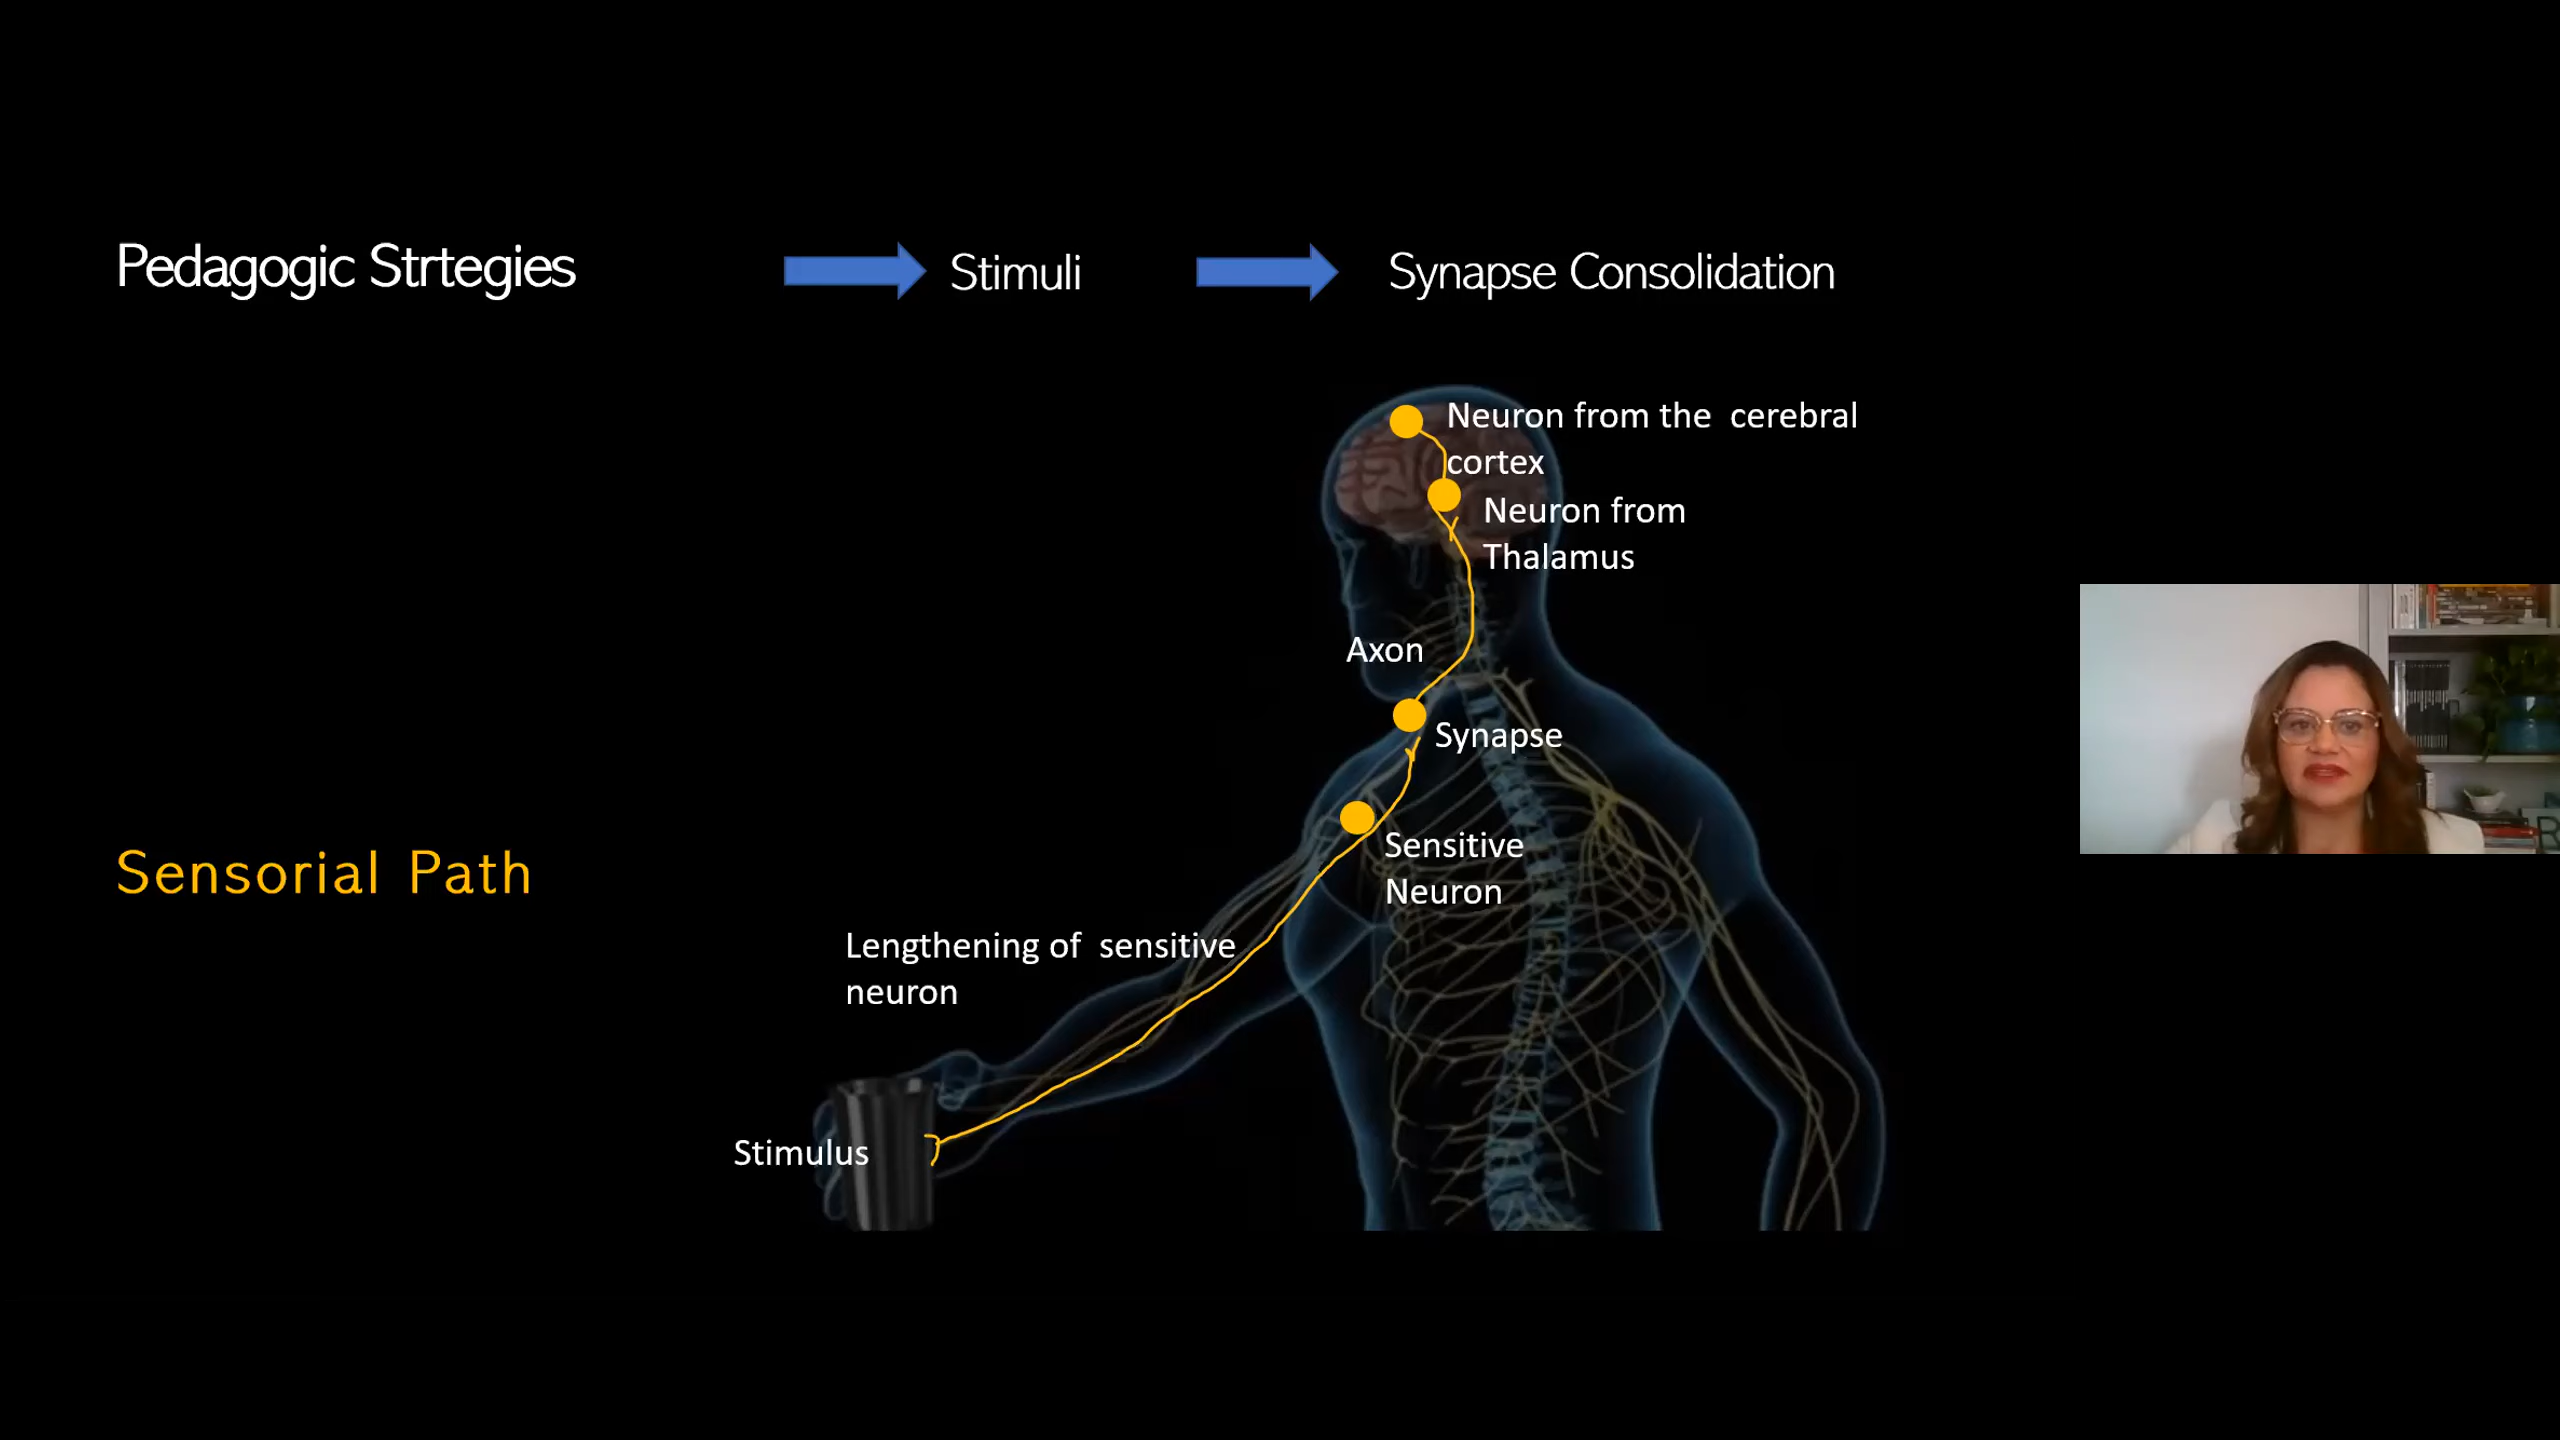 Pedagogic Strtegies
Stimuli
Synapse Consolidation
Neuron from the cerebral
cortex
Neuron from
Thalamus
Axon
Synapse
Sensitive
Neuron
Sensorial Path
Lengthening of sensitive
neuron
Stimulus